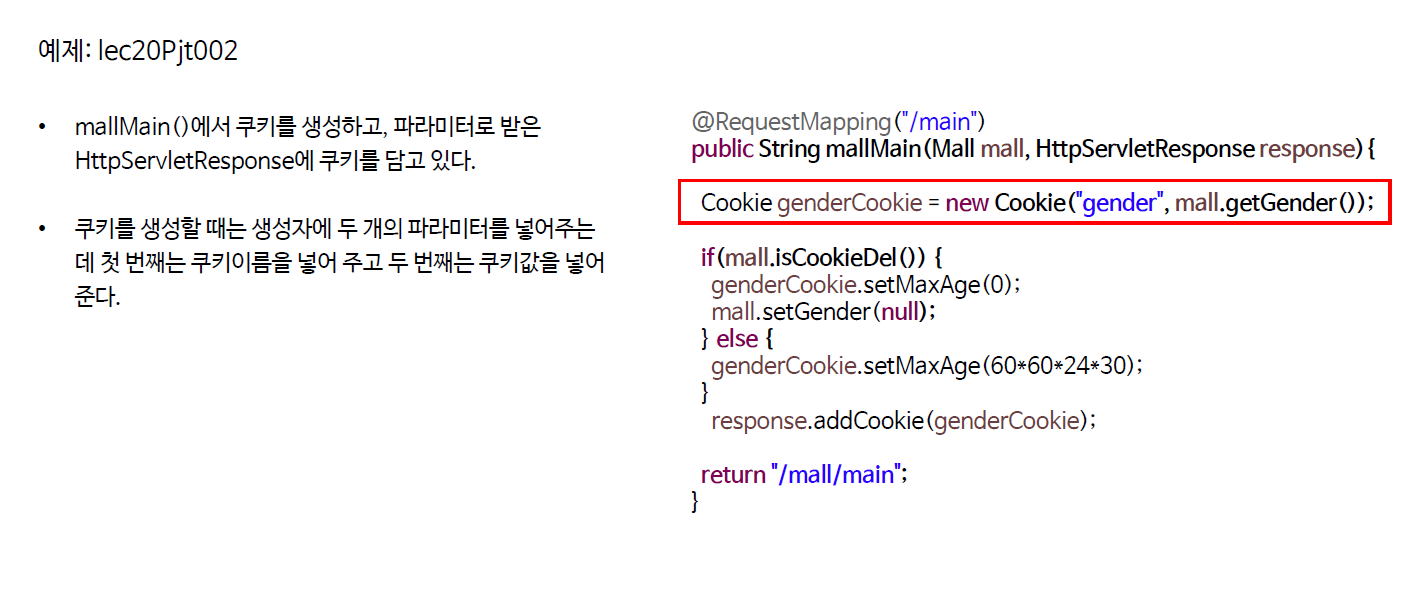 예제: lec20Pjt002
• mallMain()에서 쿠키를 생성하고, 파라미터로 받은
HttpServletResponse에 쿠키를 담고 있다.
• 쿠키를 생성할 때는 생성자에 두 개의 파라미터를 넣어주는
데 첫 번째는 쿠키이름을 넣어 주고 두 번째는 쿠키값을 넣어
준다.
@RequestMapping("/main")
public String mallMain(Mall mall, HttpServletResponse response){
Cookie genderCookie = new Cookie("gender", mall.getGender());
if(mall.isCookieDel()) {
genderCookie.setMaxAge(0);
mall.setGender(null);
} else {
genderCookie.setMaxAge(60*60*24*30);
}
response.addCookie(genderCookie);
return "/mall/main";
}